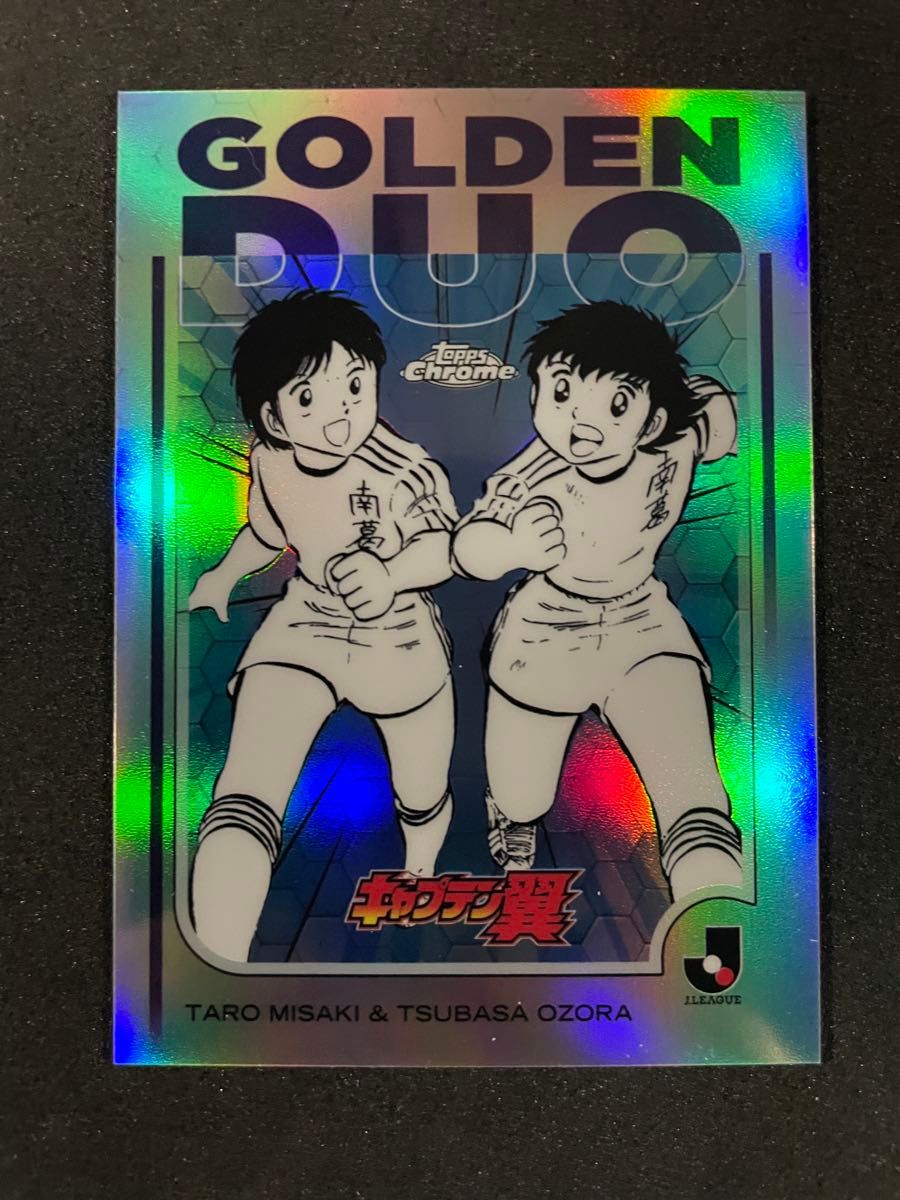 GOLDEN
DUO
topps
Chrome
南葛
南葛
キャプテン翼
J.LEAGUE
TARO MISAKI & TSUBASA OZORA